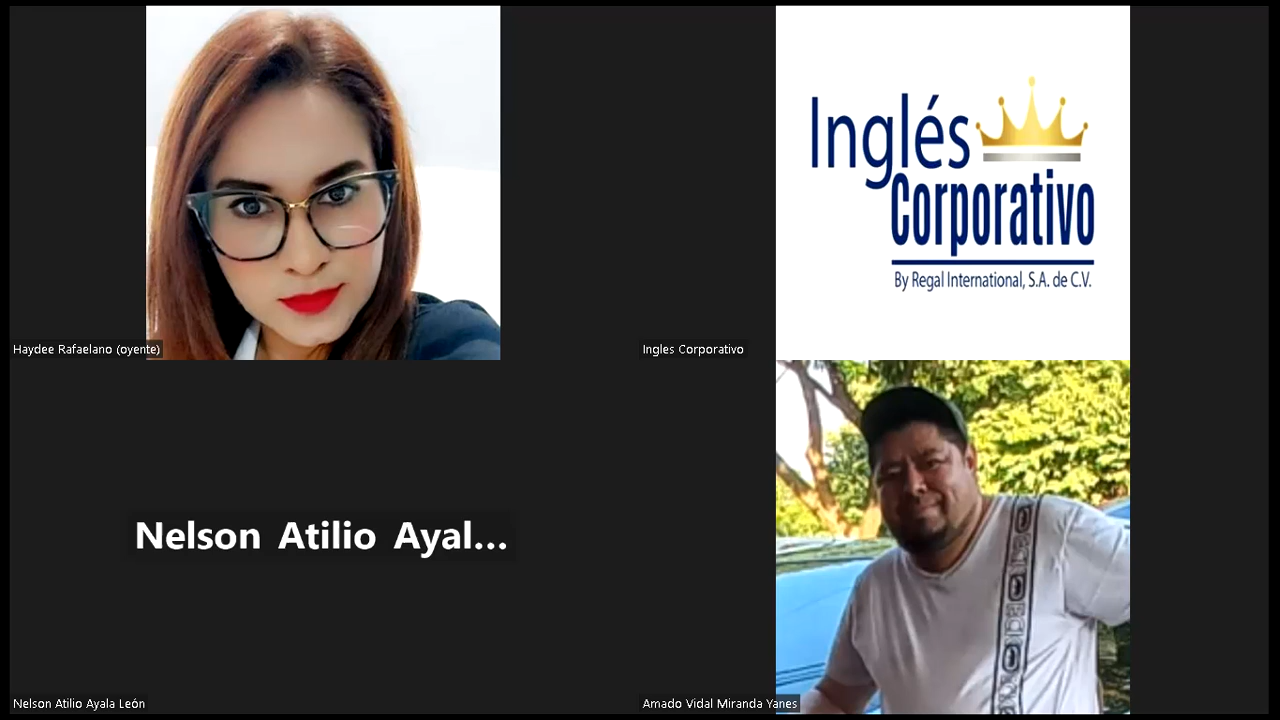 Inglés
Corporativo
By Regal International, S.A. de C.V.
Haydee Rafaelano (oyente)
Ingles Corporativo
Nelson Atilio Ayal...
Nelson Atilio Ayala León
Amado Vidal Miranda Yanes